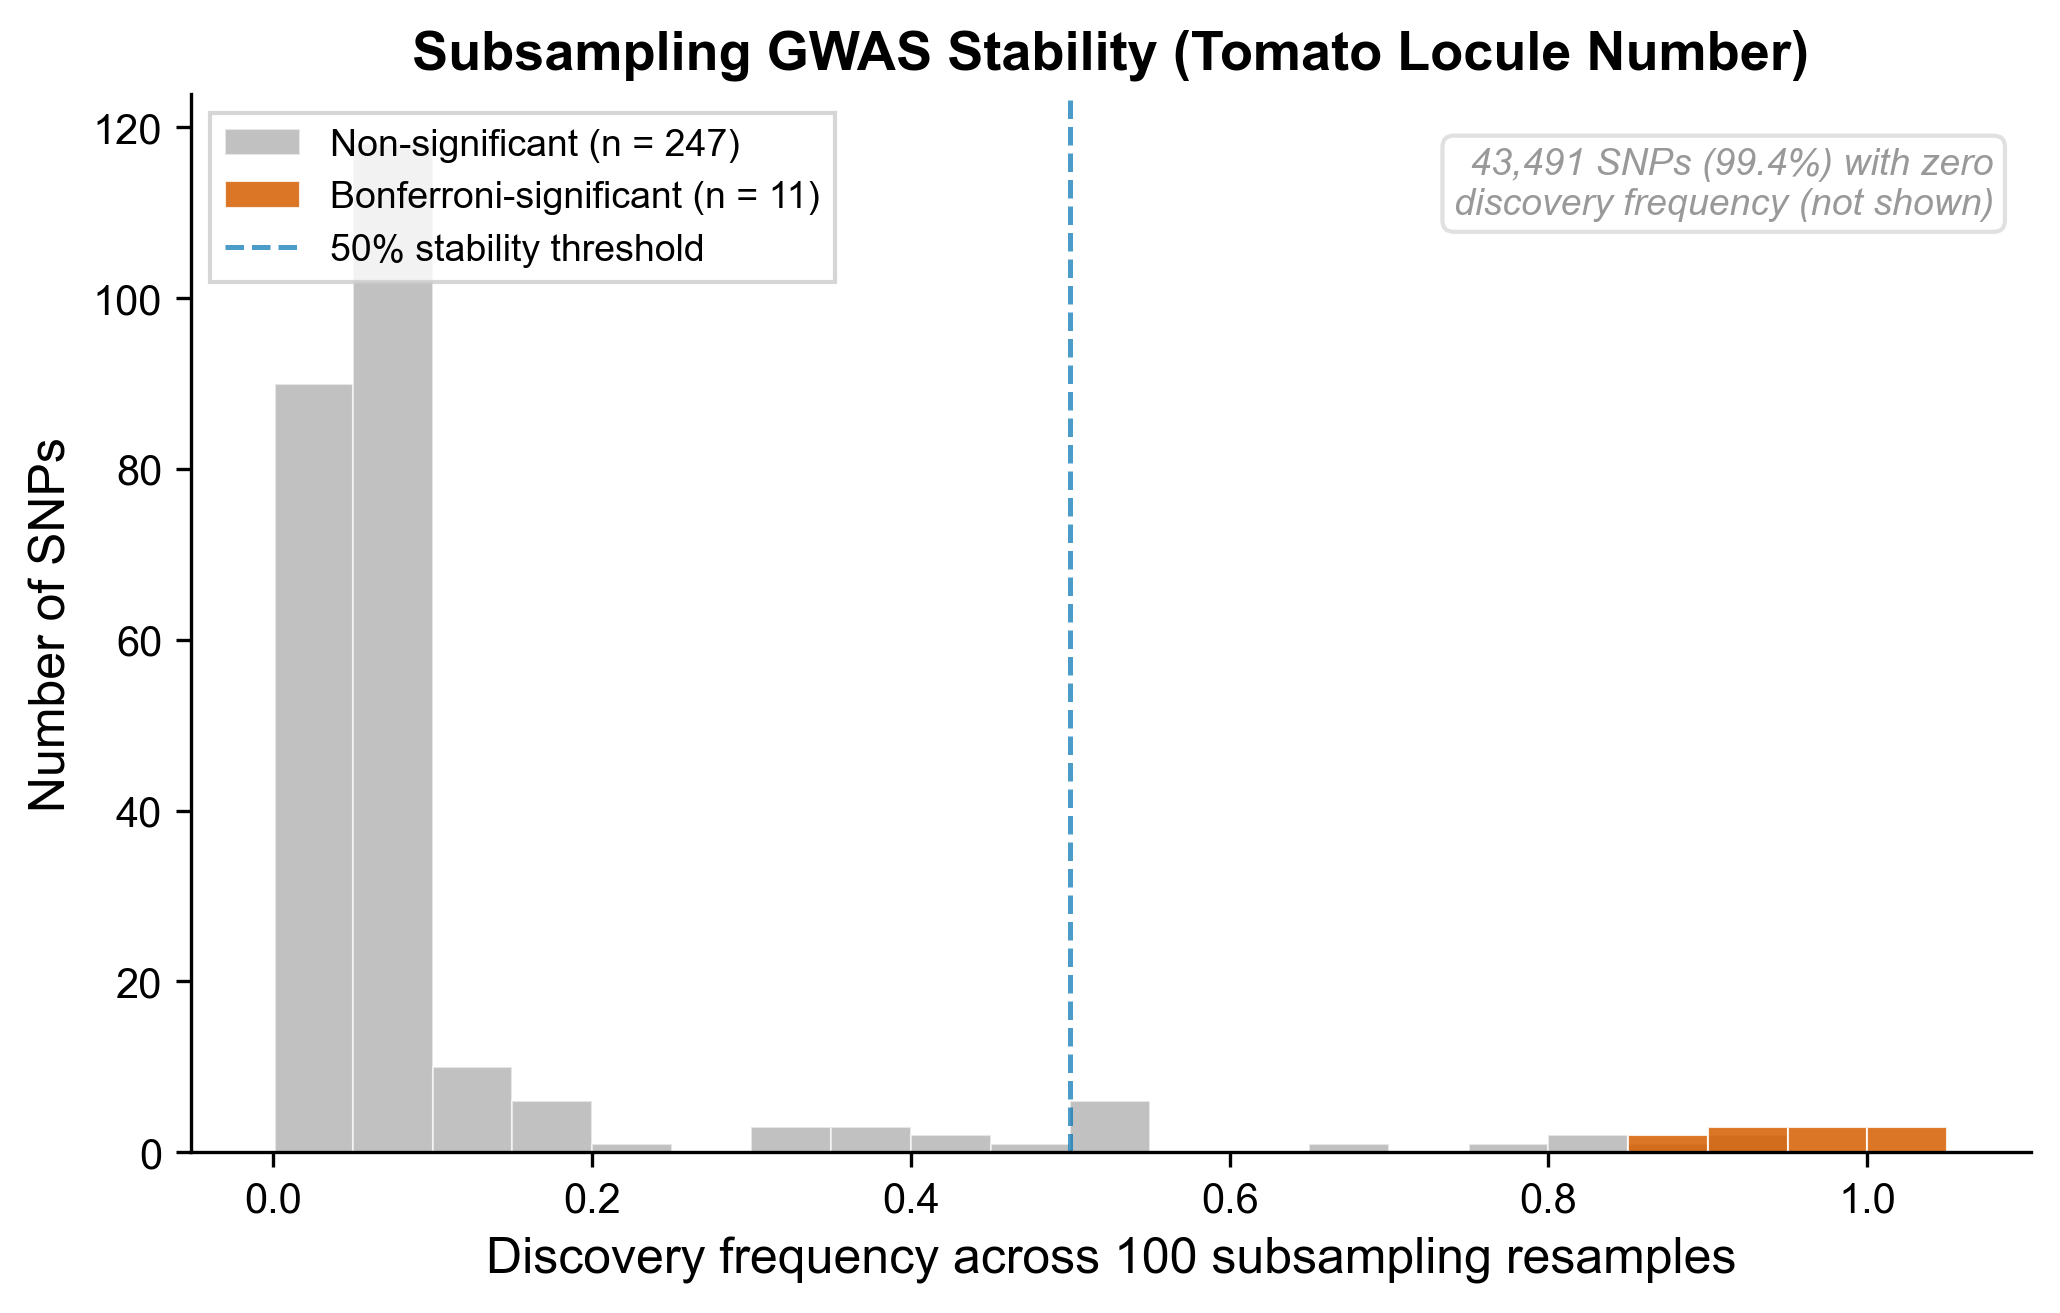 Subsampling GWAS Stability (Tomato Locule Number)
Non-significant (n = 247)
Bonferroni-significant (n = 11)
50% stability threshold
43,491 SNPs (99.4%) with zero
discovery frequency (not shown)
Number of SNPs
120
100
80
60
40
20
0
0.0 0.2 0.4 0.6 0.8 1.0
Discovery frequency across 100 subsampling resamples